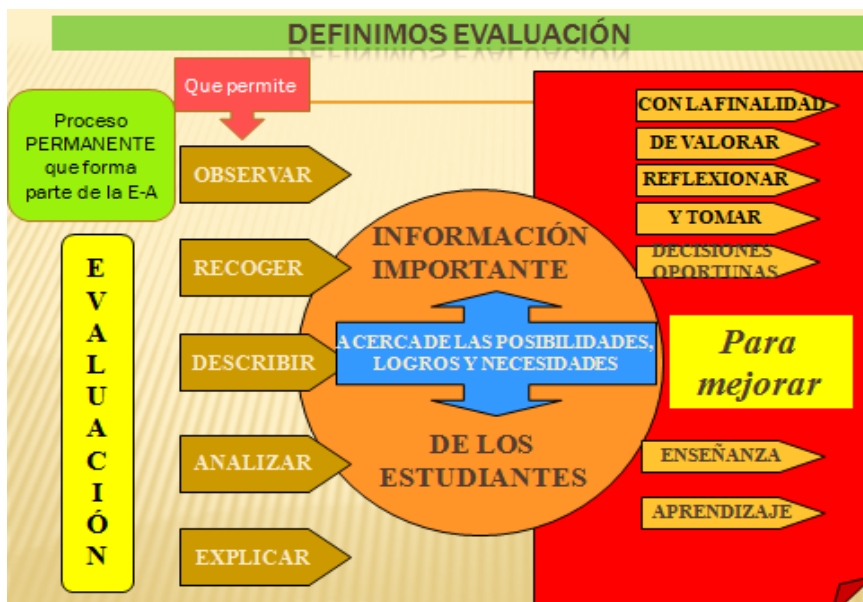 DEFINIMOS EVALUACIÓN
Que permite
Proceso
PERMANENTE
que forma
parte de la E-A
E
V
A
L
U
A
C
I
Ó
N
OBSERVAR
RECOGER
DESCRIBIR
ANALIZAR
EXPLICAR
INFORMACIÓN
IMPORTANTE
ACERCA DE LAS POSIBILIDADES,
LOGROS Y NECESIDADES
DE LOS
ESTUDIANTES
CON LA FINALIDAD
DE VALORAR
REFLEXIONAR
Y TOMAR
DECISIONES
OPORTUNAS
Para
mejorar
ENSEÑANZA
APRENDIZAJE